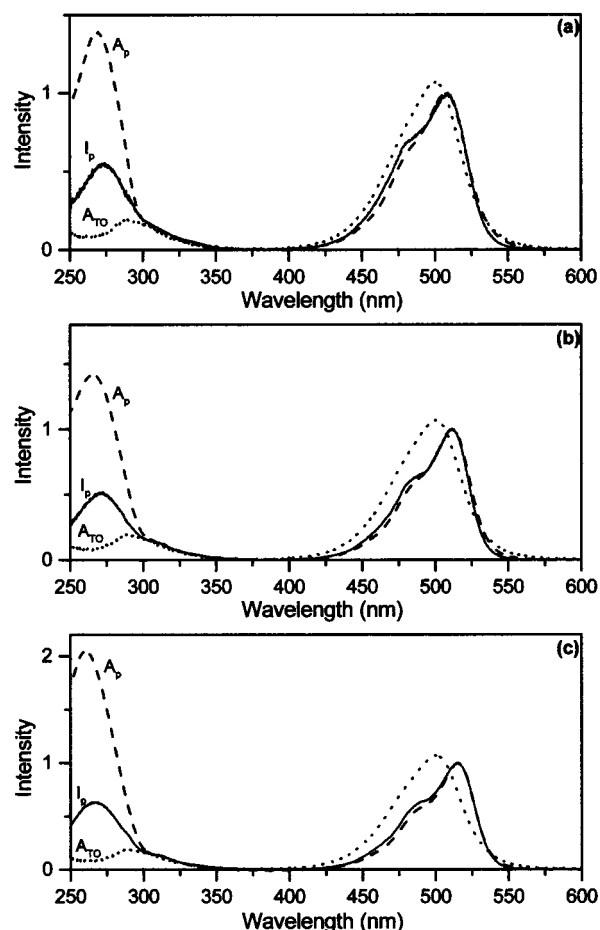 (a)
Intensity
1
0
A_p
I_p
A_TO
250 300 350 400 450 500 550 600
Wavelength (nm)
(b)
Intensity
1
0
A_p
I_p
A_TO
250 300 350 400 450 500 550 600
Wavelength (nm)
(c)
Intensity
2
1
0
A_p
I_p
A_TO
250 300 350 400 450 500 550 600
Wavelength (nm)